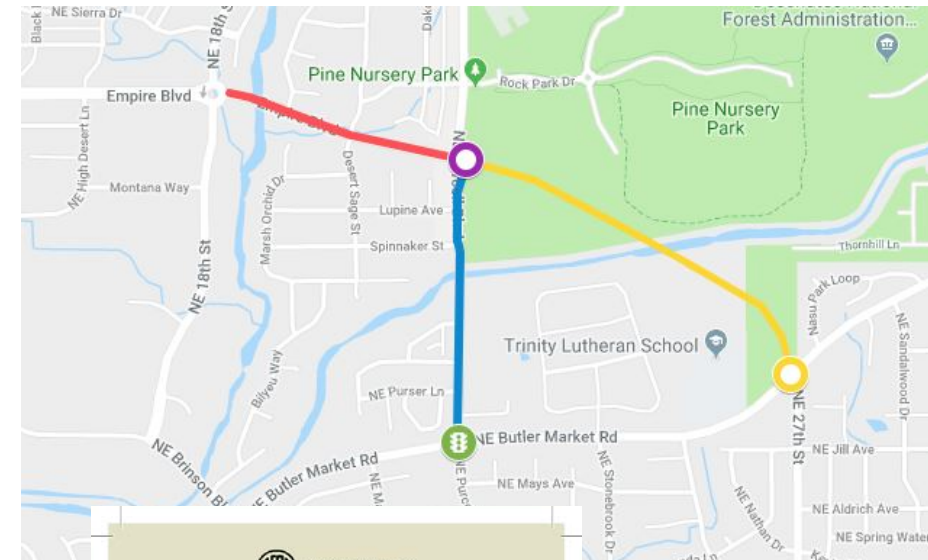 NE Sierra Dr
Black
NE 18th S
Forest Administration...
Pine Nursery Park
Rock Park Dr
Empire Blvd
Empire Blvd
Pine Nursery
Park
NE High Desert Ln
Montana Way
Marsh Orchid Dr
Desert Sage St
Lupine Ave
Spinnaker St
NE 18th St
Thornhill Ln
Nasu Park Loop
Trinity Lutheran School
NE Sandalwood Dr
Bilyeu Way
NE Purser Ln
NE Butler Market Rd
NE 27th St
NE Jill Ave
NE Brinson B
NE Butler Market Rd
NE Purc
NE Mays Ave
NE Stonebrook Dr
NE Nathan Dr
NE Aldrich Ave
NE Spring Water